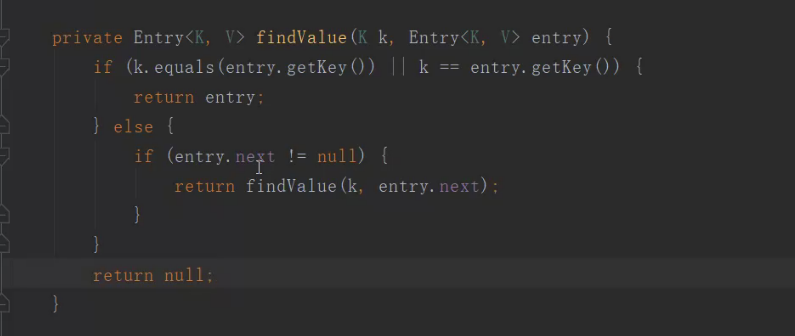 private Entry<K, V> findValue(K k, Entry<K, V> entry) {
if (k.equals(entry.getKey()) || k == entry.getKey()) {
return entry;
} else {
if (entry.next != null) {
return findValue(k, entry.next);
}
}
return null;
}